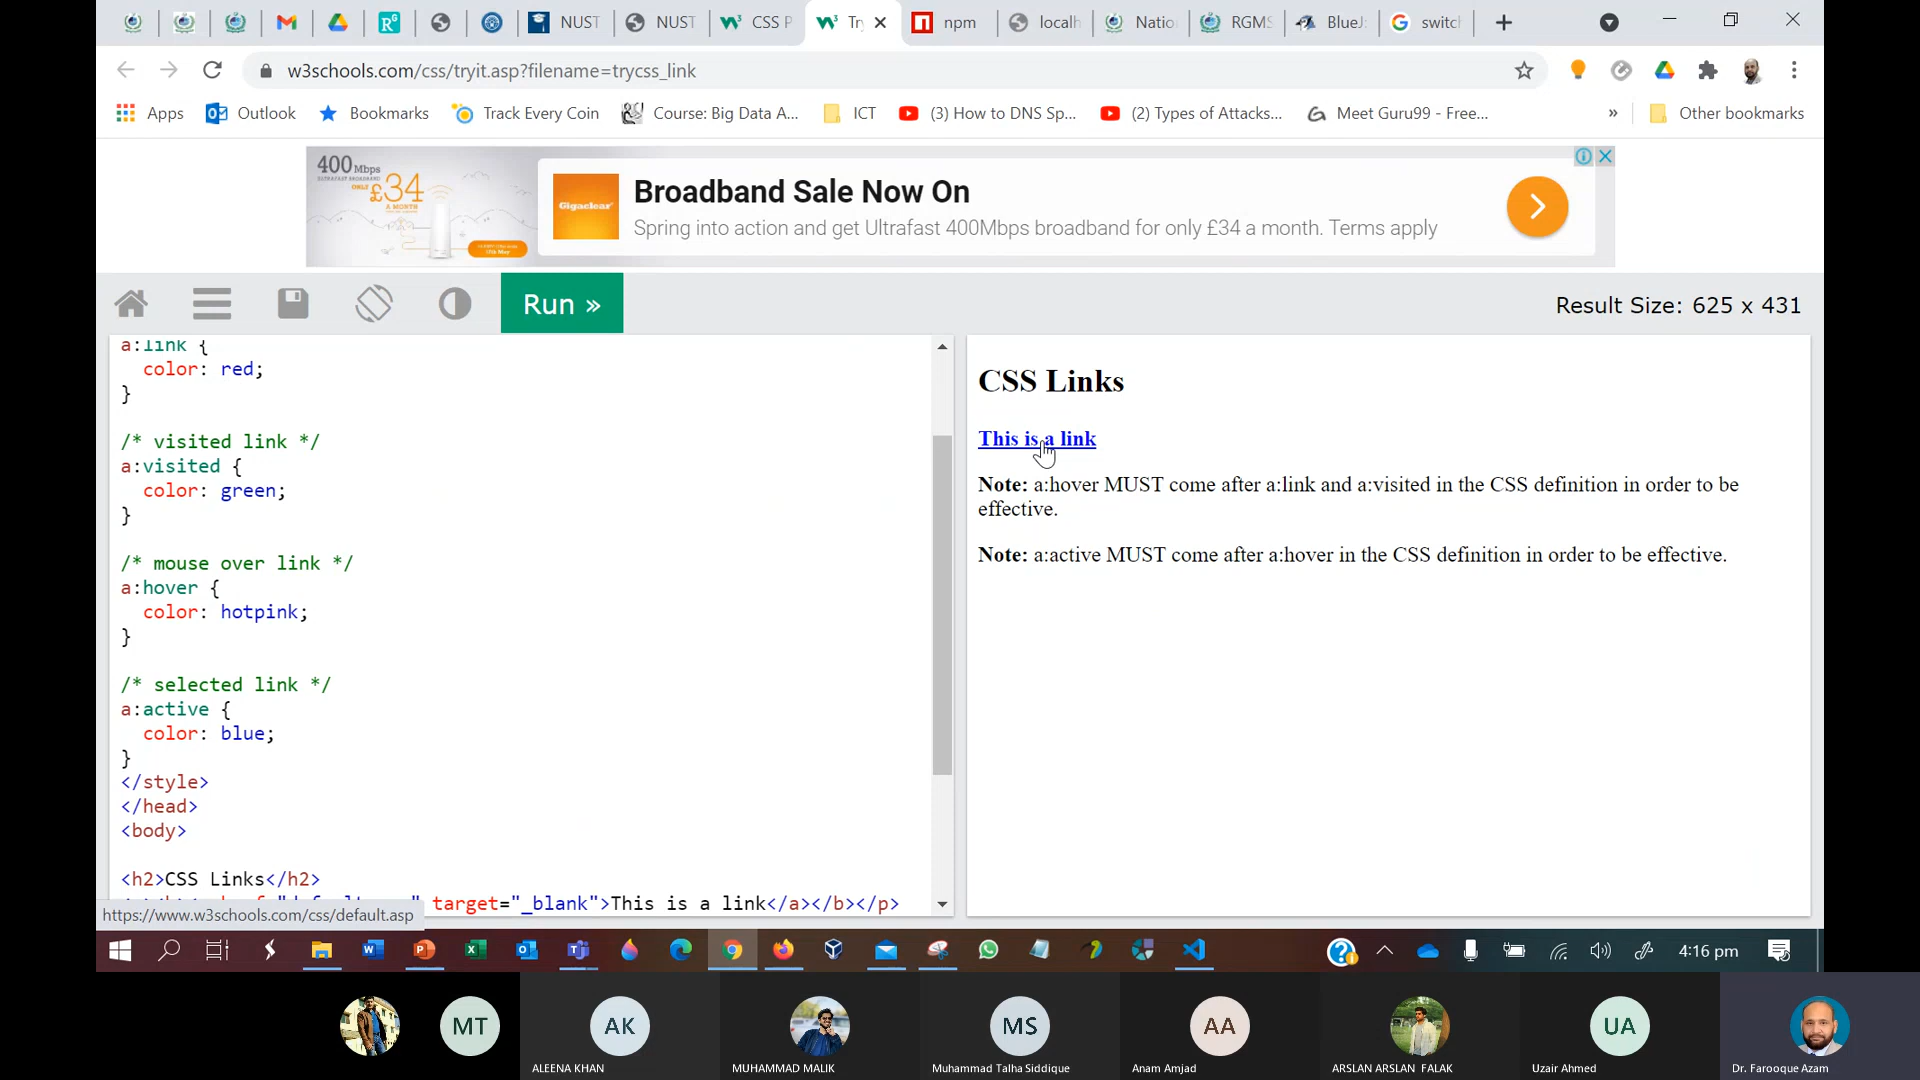 NUST
NUST
CSS P
Try
npm
localh
Natio
RGMS
BlueJ:
switch
w3schools.com/css/tryit.asp?filename=trycss_link
Apps
Outlook
Bookmarks
Track Every Coin
Course: Big Data A...
ICT
(3) How to DNS Sp...
(2) Types of Attacks...
Meet Guru99 - Free...
»
Other bookmarks
400 Mbps
ONLY £34
A MONTH
Gigaclear
Broadband Sale Now On
Spring into action and get Ultrafast 400Mbps broadband for only £34 a month. Terms apply
Run »
Result Size: 625 x 431
a:link {
color: red;
}
/* visited link */
a:visited {
color: green;
}
/* mouse over link */
a:hover {
color: hotpink;
}
/* selected link */
a:active {
color: blue;
}
</style>
</head>
<body>
<h2>CSS Links</h2>
target="_blank">This is a link</a></b></p>
https://www.w3schools.com/css/default.asp
CSS Links
This is a link
Note: a:hover MUST come after a:link and a:visited in the CSS definition in order to be
effective.
Note: a:active MUST come after a:hover in the CSS definition in order to be effective.
4:16 pm
MT
AK
MS
AA
UA
ALEENA KHAN
MUHAMMAD MALIK
Muhammad Talha Siddique
Anam Amjad
ARSLAN ARSLAN FALAK
Uzair Ahmed
Dr. Farooque Azam